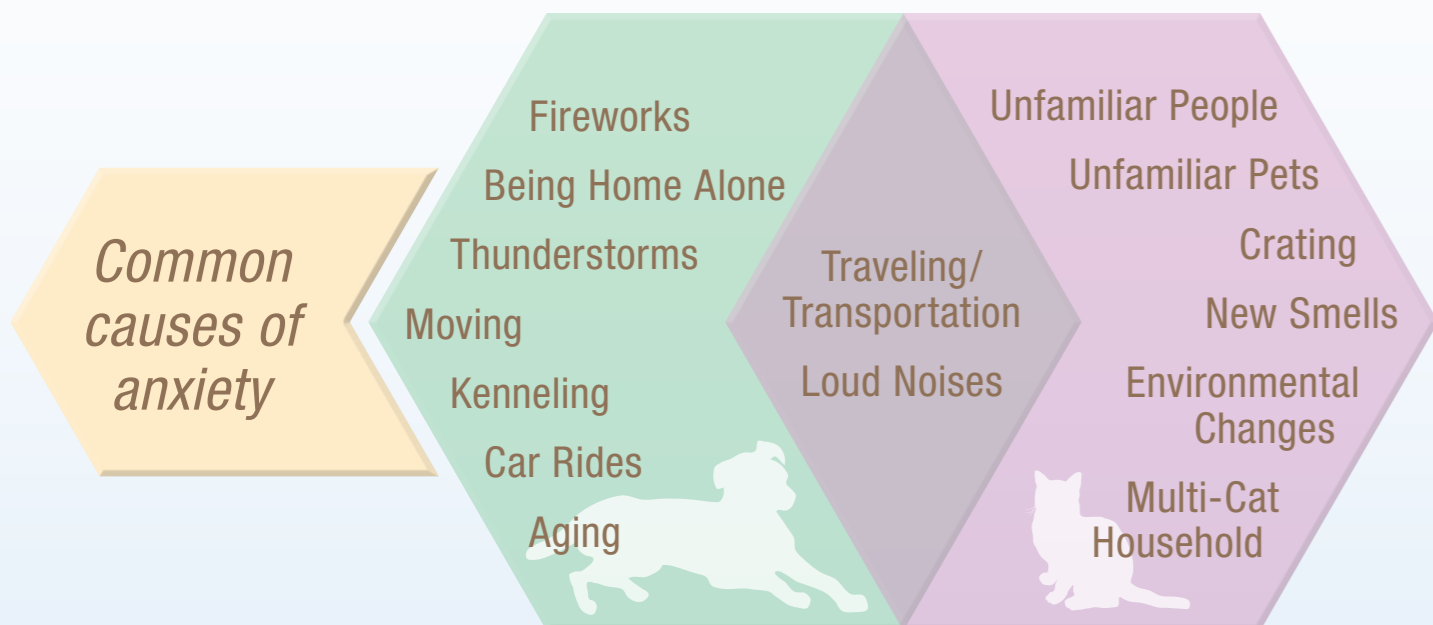 Common
causes of
anxiety
Fireworks
Being Home Alone
Thunderstorms
Moving
Kenneling
Car Rides
Aging
Traveling/
Transportation
Loud Noises
Unfamiliar People
Unfamiliar Pets
Crating
New Smells
Environmental
Changes
Multi-Cat
Household